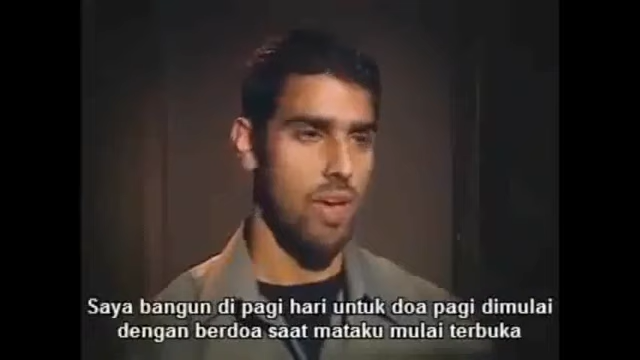 Saya bangun di pagi hari untuk doa pagi dimulai
dengan berdoa saat mataku mulai terbuka